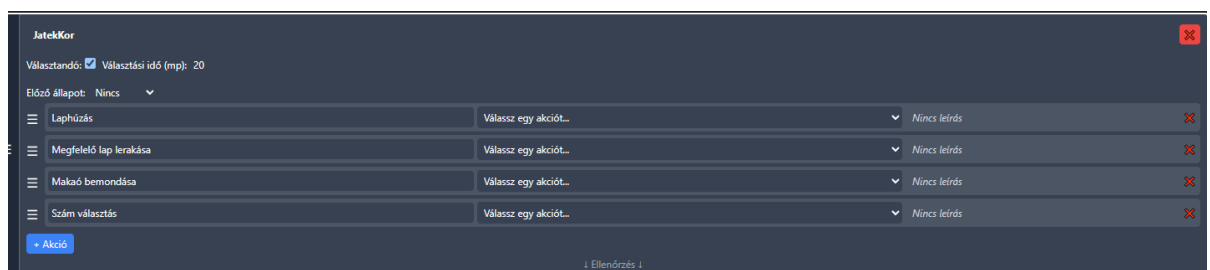 JatekKor
Választandó: Választási idő (mp): 20
Előző állapot: Nincs
Laphúzás Válassz egy akciót... Nincs leírás
Megfelelő lap lerakása Válassz egy akciót... Nincs leírás
Makaó bemondása Válassz egy akciót... Nincs leírás
Szám választás Válassz egy akciót... Nincs leírás
+ Akció
↓ Ellenőrzés ↓